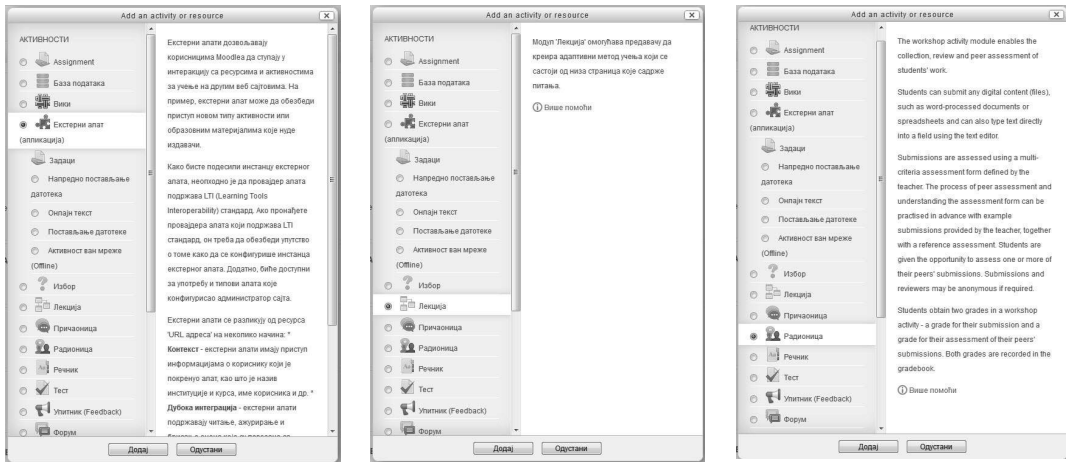 Add an activity or resource
АКТИВНОСТИ
Assignment
База података
Вики
Екстерни алат
(апликација)
Задаци
Напредно постављање
датотека
Онлајн текст
Постављање датотеке
Активност ван мреже
(Offline)
Избор
Лекција
Причаоница
Радионица
Речник
Тест
Упитник (Feedback)
Форум
Екстерни алати дозвољавају
корисницима Moodlea да ступају у
интеракцију са ресурсима и активностима
за учење на другим веб сајтовима. На
пример, екстерни алат може да обезбеди
приступ новом типу активности или
образовним материјалима које нуде
издавачи.
Како бисте подесили инстанцу екстерног
алата, неопходно је да провајдер алата
подржава LTI (Learning Tools
Interoperability) стандард. Ако пронађете
провајдера алата који подржава LTI
стандард, он треба да обезбеди упутство
о томе како да се конфигурише инстанца
екстерног алата. Додатно, биће доступни
за употребу и типови алата које
конфигурисао администратор сајта.
Екстерни алати се разликују од ресурса
'URL адреса' на неколико начина: *
Контекст - екстерни алати имају приступ
информацијама о кориснику који је
покренуо алат, као што је назив
институције и курса, име корисника и др. *
Дубока интеграција - екстерни алати
подржавају читање, ажурирање и
Додај
Одустани
Add an activity or resource
АКТИВНОСТИ
Assignment
База података
Вики
Екстерни алат
(апликација)
Задаци
Напредно постављање
датотека
Онлајн текст
Постављање датотеке
Активност ван мреже
(Offline)
Избор
Лекција
Причаоница
Радионица
Речник
Тест
Упитник (Feedback)
Форум
Модул 'Лекција' омогућава предавачу да
креира адаптивни метод учења који се
састоји од низа страница које садрже
питања.
Више помоћи
Додај
Одустани
Add an activity or resource
АКТИВНОСТИ
Assignment
База података
Вики
Екстерни алат
(апликација)
Задаци
Напредно постављање
датотека
Онлајн текст
Постављање датотеке
Активност ван мреже
(Offline)
Избор
Лекција
Причаоница
Радионица
Речник
Тест
Упитник (Feedback)
Форум
The workshop activity module enables the
collection, review and peer assessment of
students' work.
Students can submit any digital content (files),
such as word-processed documents or
spreadsheets and can also type text directly
into a field using the text editor.
Submissions are assessed using a multi-
criteria assessment form defined by the
teacher. The process of peer assessment and
understanding the assessment form can be
practised in advance with example
submissions provided by the teacher, together
with a reference assessment. Students are
given the opportunity to assess one or more of
their peers' submissions. Submissions and
reviewers may be anonymous if required.
Students obtain two grades in a workshop
activity - a grade for their submission and a
grade for their assessment of their peers'
submissions. Both grades are recorded in the
gradebook.
Више помоћи
Додај
Одустани